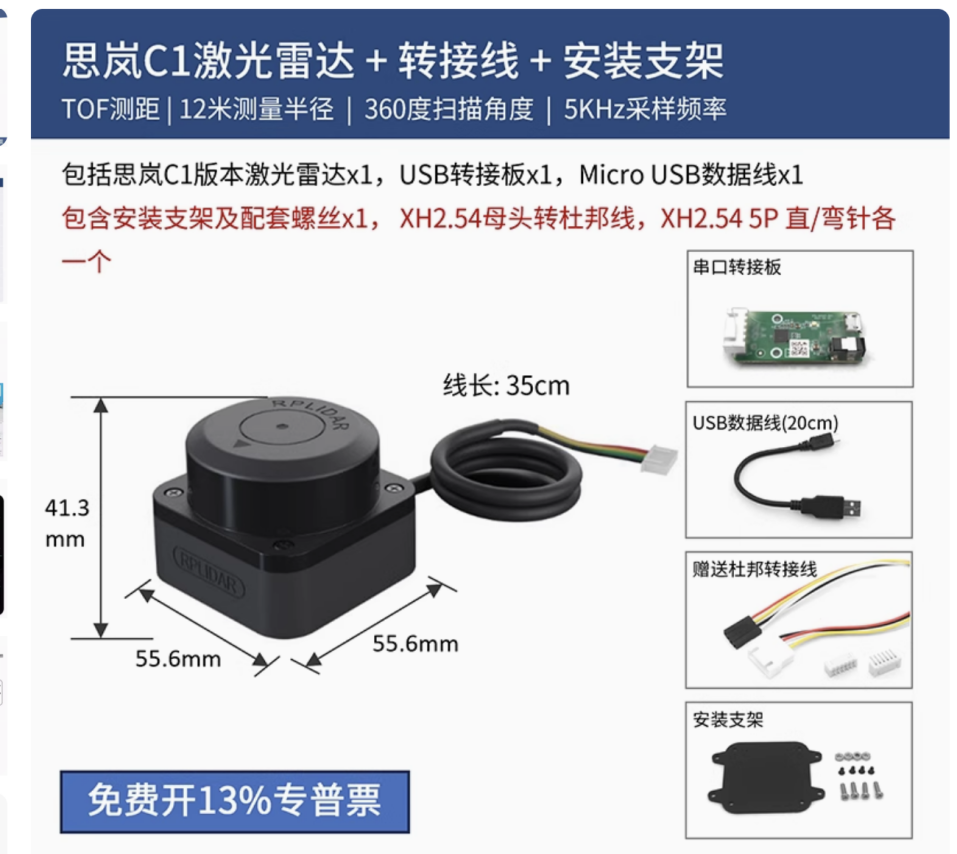 思岚C1激光雷达 + 转接线 + 安装支架
TOF测距 | 12米测量半径 | 360度扫描角度 | 5KHz采样频率
包括思岚C1版本激光雷达x1，USB转接板x1，Micro USB数据线x1
包含安装支架及配套螺丝x1， XH2.54母头转杜邦线，XH2.54 5P 直/弯针各
一个
串口转接板
线长: 35cm
USB数据线(20cm)
RPLIDAR
41.3
mm
RPLIDAR
赠送杜邦转接线
55.6mm
55.6mm
安装支架
免费开13%专普票